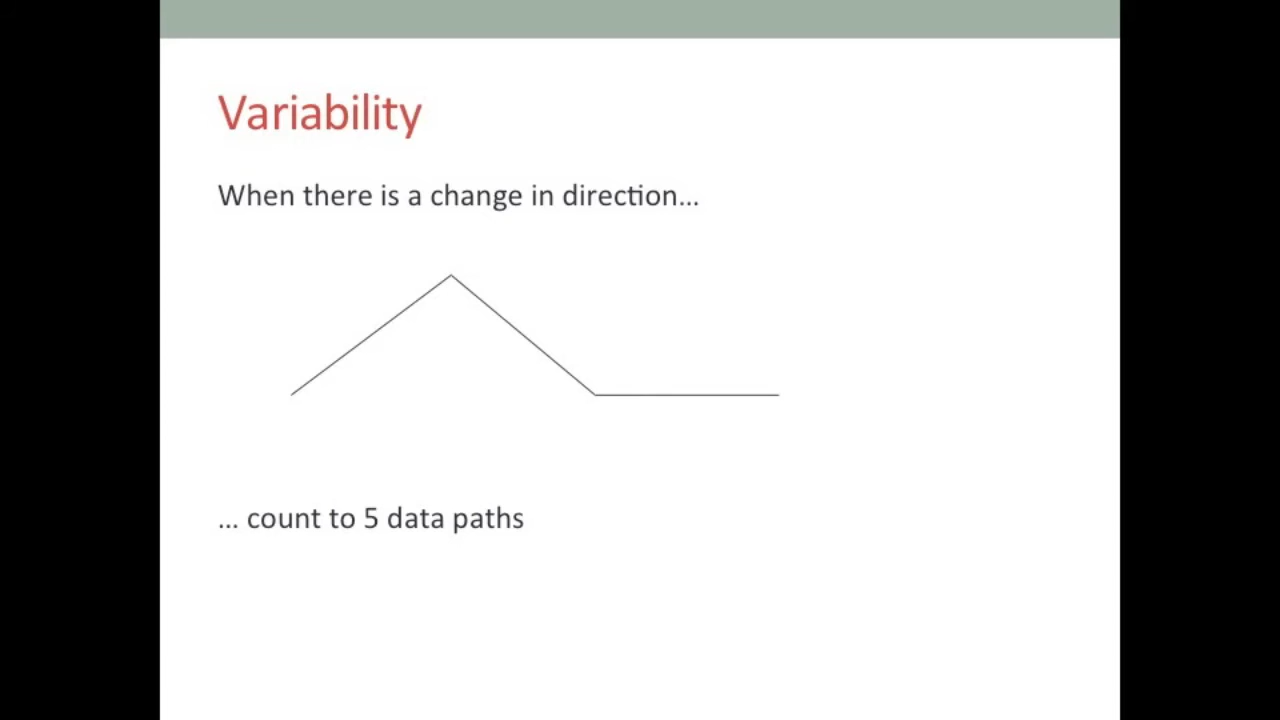 Variability
When there is a change in direction...
... count to 5 data paths